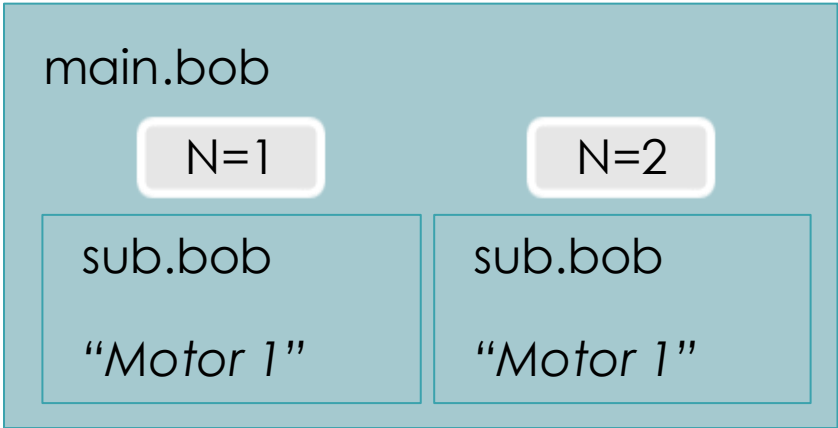 main.bob
N=1
N=2
sub.bob
“Motor 1”
sub.bob
“Motor 1”